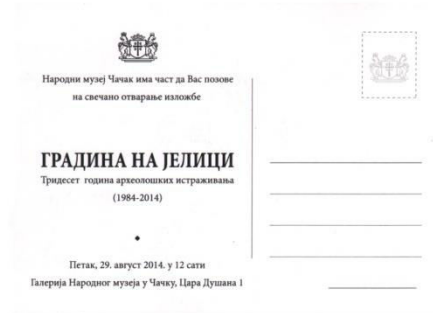 Народни музеј Чачак има част да Вас позове
на свечано отварање изложбе
ГРАДИНА НА ЈЕЛИЦИ
Тридесет година археолошких истраживања
(1984-2014)
Петак, 29. август 2014. у 12 сати
Галерија Народног музеја у Чачку, Цара Душана 1